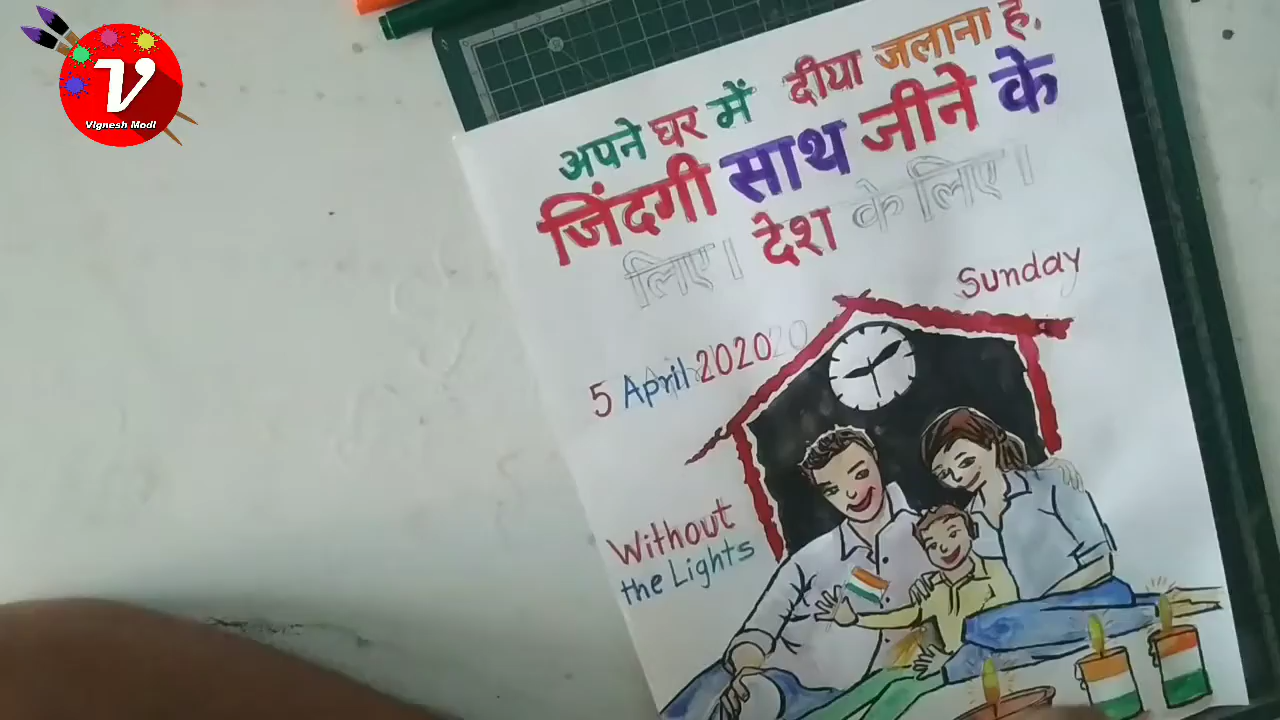 Vignesh Modi
अपने घर में दीया जलाना है.
जिंदगी साथ जीने के
लिए। देश के लिए।
Sunday
5 April 2020
Without
the Lights